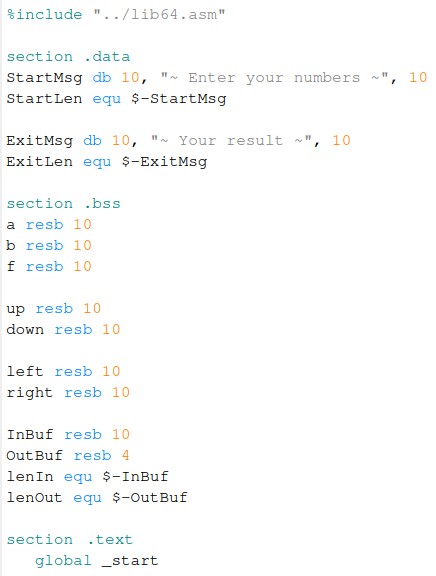 %include "../lib64.asm"
section .data
StartMsg db 10, "~ Enter your numbers ~", 10
StartLen equ $-StartMsg
ExitMsg db 10, "~ Your result ~", 10
ExitLen equ $-ExitMsg
section .bss
a resb 10
b resb 10
f resb 10
up resb 10
down resb 10
left resb 10
right resb 10
InBuf resb 10
OutBuf resb 4
lenIn equ $-InBuf
lenOut equ $-OutBuf
section .text
global _start